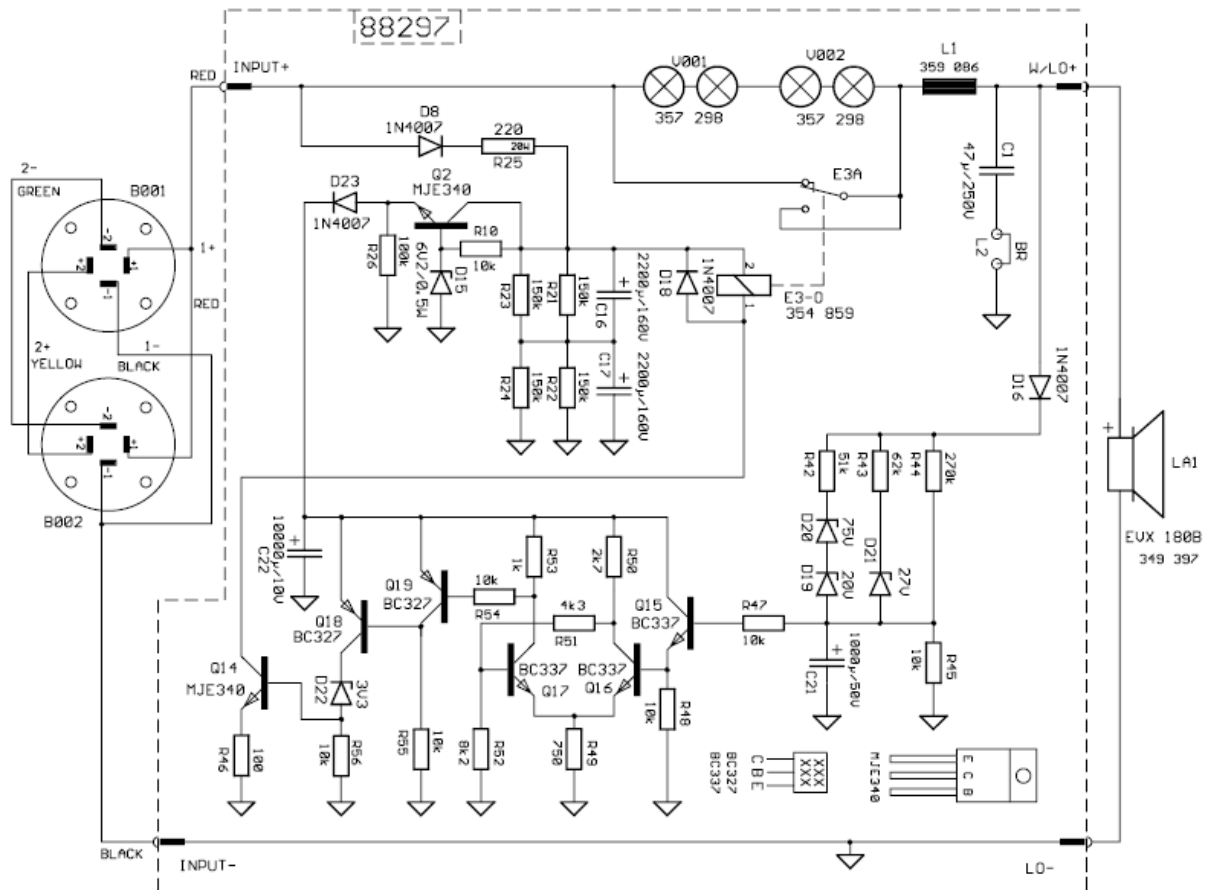 88297
L1
359 086
V001
V002
INPUT+
W/LO+
RED
357 298
357 298
D8
1N4007
220
20W
R25
C1
47µ/250V
2-
GREEN
B001
D23
1N4007
Q2
MJE340
E3A
BR
L2
-2
+2
+1
-1
1+
RED
R26
100k
6V2/0.5W
D15
R10
10k
R23
150k
R21
150k
2200µ/160V
C16
D18
1N4007
2
1
E3-O
354 859
2+
YELLOW
1-
BLACK
R24
150k
R22
150k
C17
2200µ/160V
1N4007
D16
-2
+2
+1
-1
B002
R42
51k
R43
62k
R44
270k
LA1
EVX 180B
349 397
D20
75V
D21
27V
D19
20V
10000µ/10V
C22
Q19
BC327
10k
R54
R53
1k
R50
2k7
4k3
R51
Q15
BC337
R47
10k
Q18
BC327
Q14
MJE340
D22
3V3
BC337
Q17
BC337
Q16
1000µ/50V
C21
R45
10k
R46
100
R56
10k
R55
10k
R52
8k2
R49
750
R48
10k
BC327
BC337
C
B
E
XXX
XXX
MJE340
E
C
B
BLACK
INPUT-
LO-